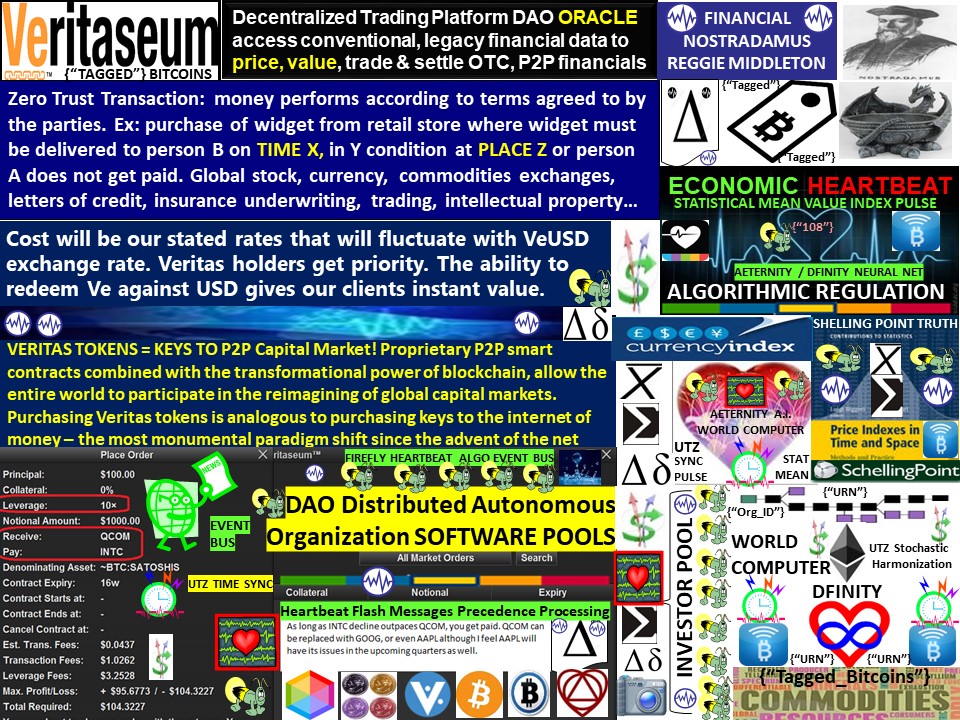 Veritaseum
™ {“TAGGED”} BITCOINS
Decentralized Trading Platform DAO ORACLE
access conventional, legacy financial data to
price, value, trade & settle OTC, P2P financials
FINANCIAL
NOSTRADAMUS
REGGIE MIDDLETON
NOSTRADAMUS
Zero Trust Transaction: money performs according to terms agreed to by
the parties. Ex: purchase of widget from retail store where widget must
be delivered to person B on TIME X, in Y condition at PLACE Z or person
A does not get paid. Global stock, currency, commodities exchanges,
letters of credit, insurance underwriting, trading, intellectual property…
{“Tagged”}
Δ
{“Tagged”}
ECONOMIC HEARTBEAT
STATISTICAL MEAN VALUE INDEX PULSE
{“108”}
AETERNITY / DFINITY NEURAL NET
ALGORITHMIC REGULATION
Cost will be our stated rates that will fluctuate with VeUSD
exchange rate. Veritas holders get priority. The ability to
redeem Ve against USD gives our clients instant value.
Δδ
VERITAS TOKENS = KEYS TO P2P Capital Market! Proprietary P2P smart
contracts combined with the transformational power of blockchain, allow the
entire world to participate in the reimagining of global capital markets.
Purchasing Veritas tokens is analogous to purchasing keys to the internet of
money – the most monumental paradigm shift since the advent of the net
£ $ € ¥
currencyindex
X
Σ
Δδ
AETERNITY A.I.
WORLD COMPUTER
UTZ
SYNC
PULSE
STAT
MEAN
SHELLING POINT TRUTH
CONTRIBUTIONS TO STATISTICS
X
Σ
Price Indexes in
Time and Space
Methods and Practice
SchellingPoint
Place Order
Principal: $100.00
Collateral: 0%
Leverage: 10×
Notional Amount: $1000.00
Receive: QCOM
Pay: INTC
Denominating Asset: ~BTC:SATOSHIS
Contract Expiry: 16w
Contract Starts at: -
Contract Ends at: -
Cancel Contract at: -
Est. Trans. Fees: $0.0437
Transaction Fees: $1.0262
Leverage Fees: $3.2528
Max. Profit/Loss: + $95.6773 / - $104.3227
Total Required: $104.3227
NEWS
EVENT
BUS
UTZ TIME SYNC
ritaseum™
FIREFLY HEARTBEAT ALGO EVENT BUS
DAO Distributed Autonomous
Organization SOFTWARE POOLS
All Market Orders Search
Collateral Notional Expiry
Heartbeat Flash Messages Precedence Processing
As long as INTC decline outpaces QCOM, you get paid. QCOM can
be replaced with GOOG, or even AAPL although I feel AAPL will
have its issues in the upcoming quarters as well.
Δ
δ
Σ
Δδ
INVESTOR POOL
{“URN”}
{“Org_ID”}
WORLD
COMPUTER
UTZ Stochastic
Harmonization
DFINITY
{“URN”} {“URN”}
{“Tagged_Bitcoins”}
COMMODITIES